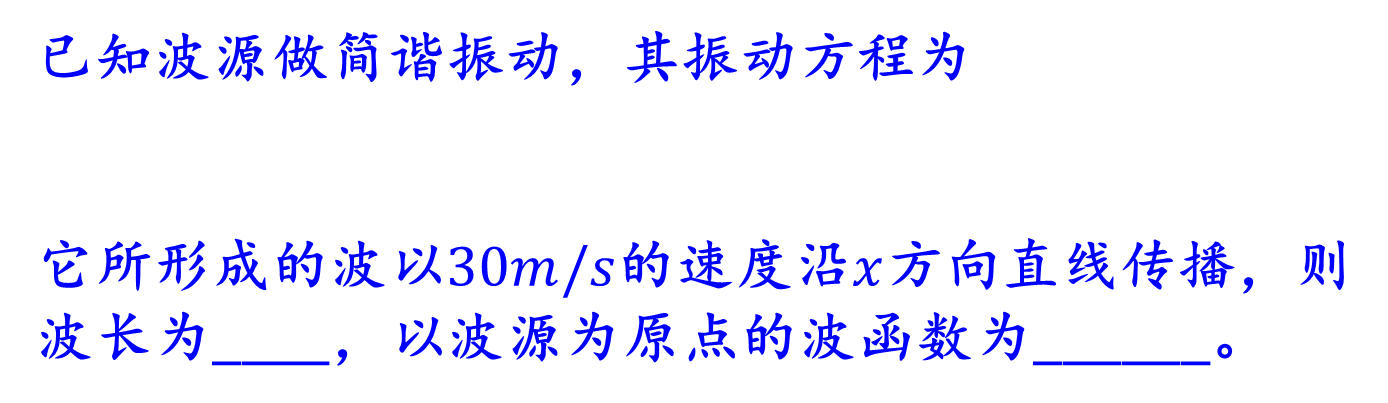 已知波源做简谐振动，其振动方程为
它所形成的波以30m/s的速度沿x方向直线传播，则
波长为____，以波源为原点的波函数为______。